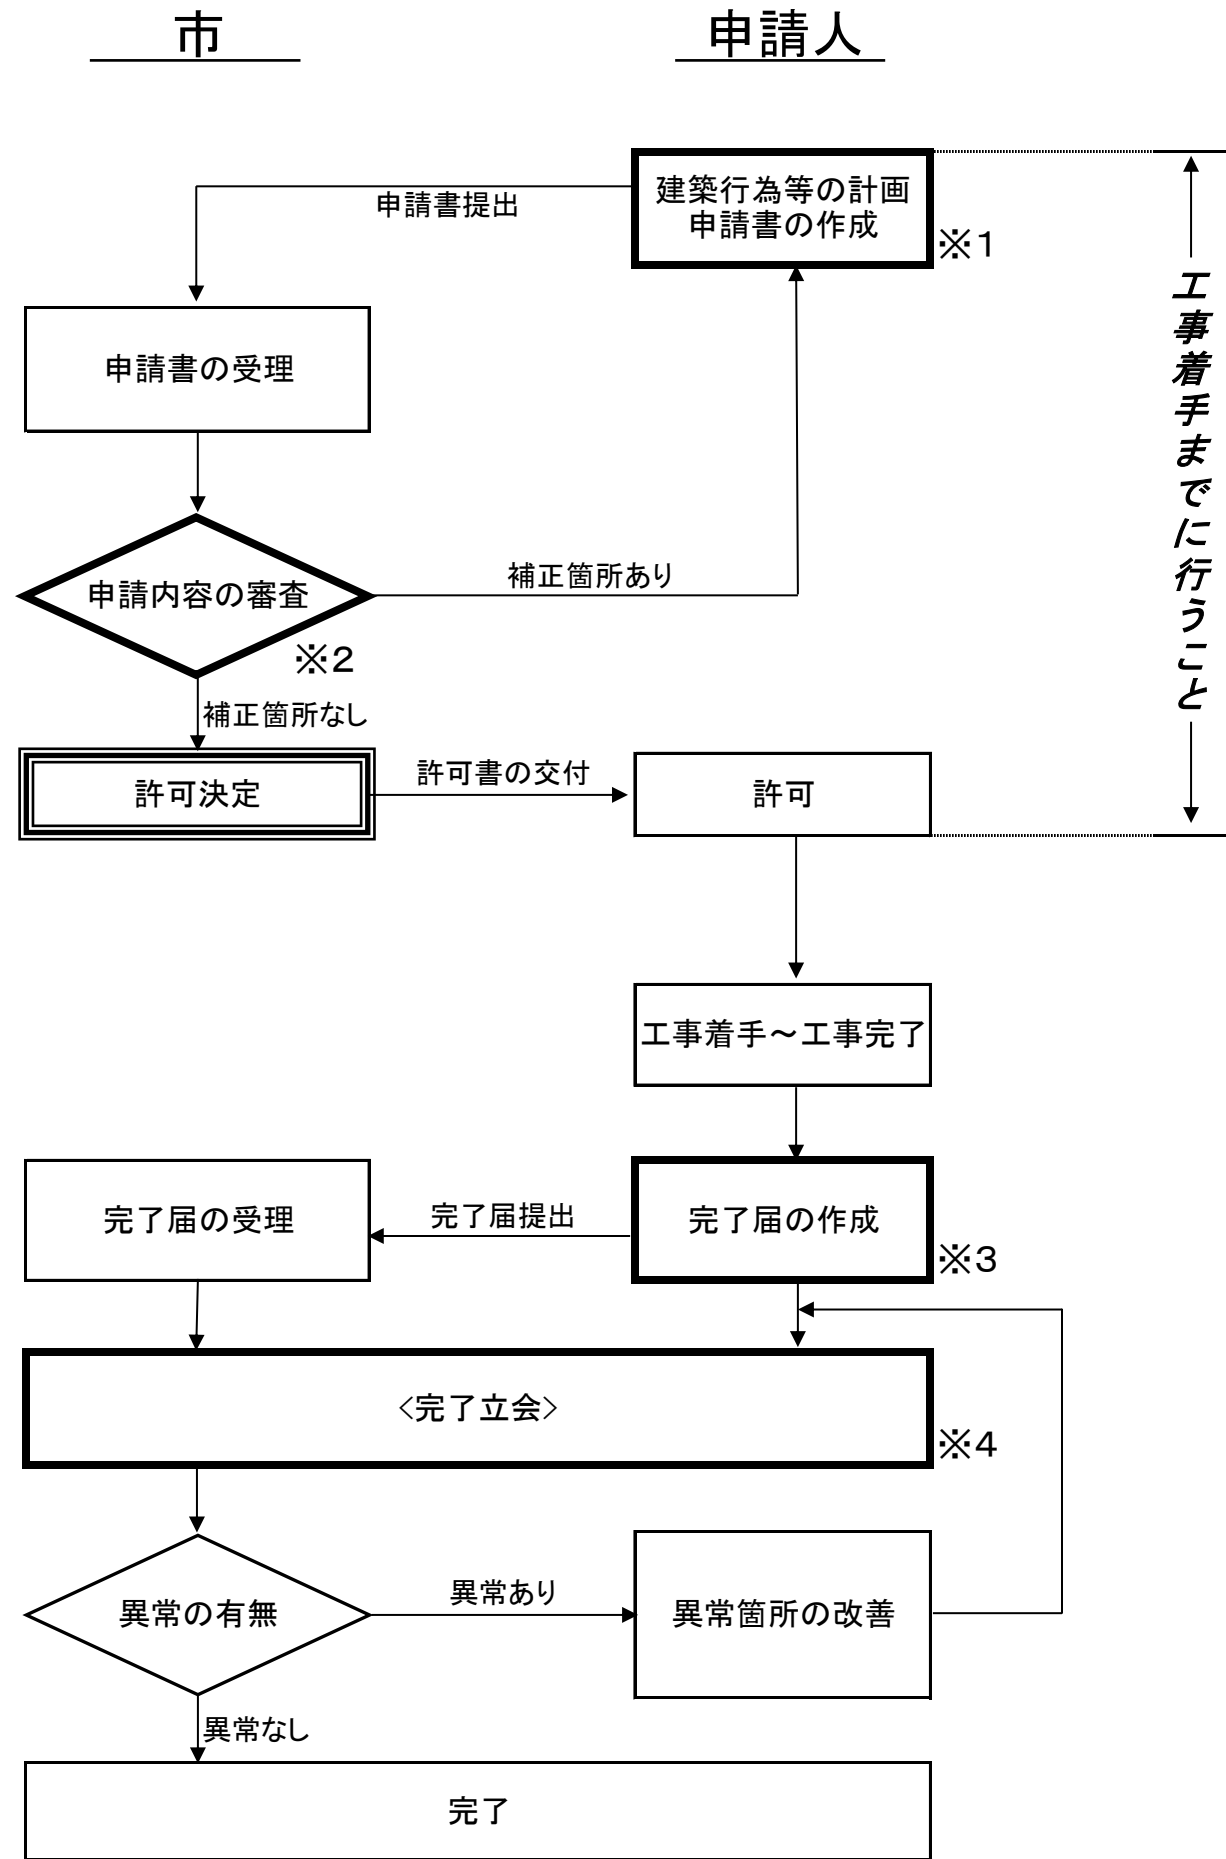 市
申請人
建築行為等の計画
申請書の作成
※1
申請書提出
工事着手までに行うこと
申請書の受理
申請内容の審査
※2
補正箇所あり
補正箇所なし
許可決定
許可書の交付
許可
工事着手～工事完了
完了届の受理
完了届提出
完了届の作成
※3
<完了立会>
※4
異常の有無
異常あり
異常箇所の改善
異常なし
完了